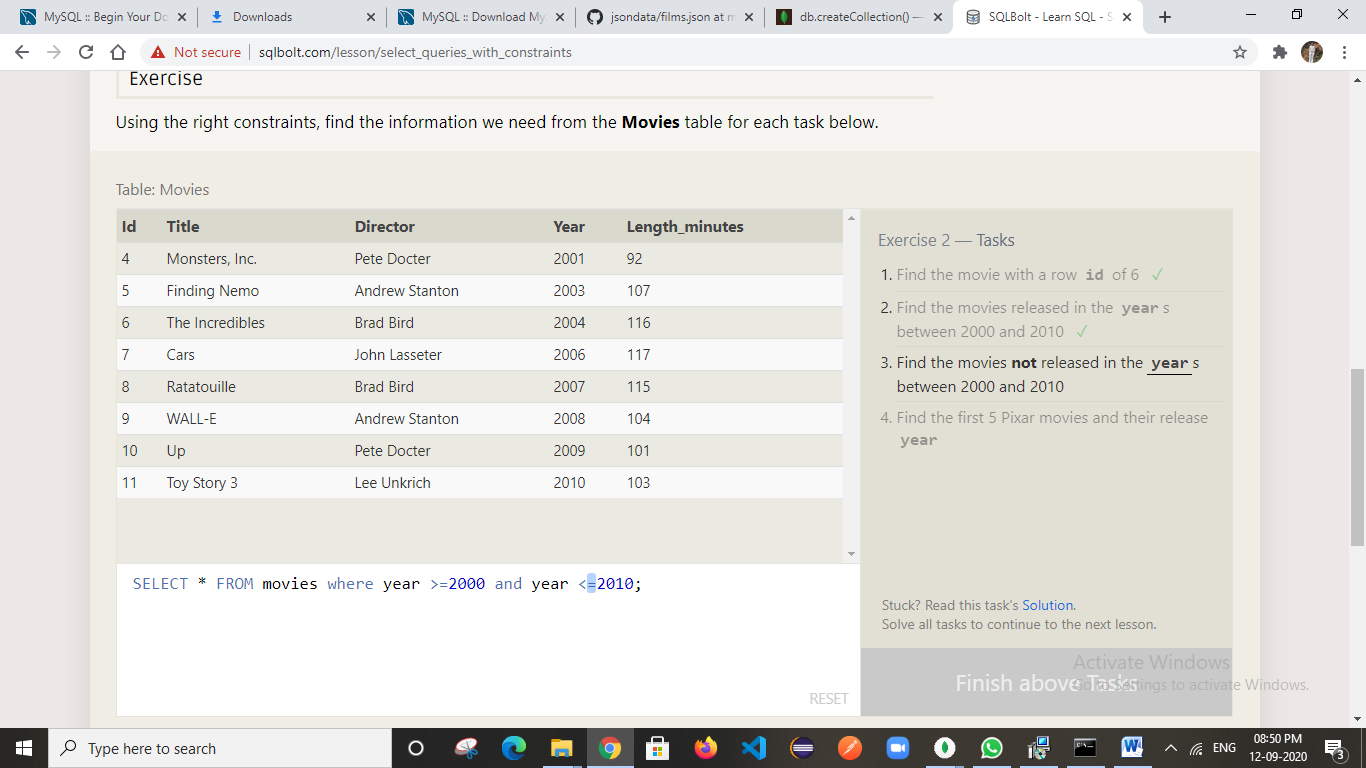 MySQL :: Begin Your Do
Downloads
MySQL :: Download My
jsondata/films.json at m
db.createCollection() —
SQLBolt - Learn SQL - S
Not secure
sqlbolt.com/lesson/select_queries_with_constraints
Exercise
Using the right constraints, find the information we need from the Movies table for each task below.
Table: Movies
Id Title Director Year Length_minutes
4 Monsters, Inc. Pete Docter 2001 92
5 Finding Nemo Andrew Stanton 2003 107
6 The Incredibles Brad Bird 2004 116
7 Cars John Lasseter 2006 117
8 Ratatouille Brad Bird 2007 115
9 WALL-E Andrew Stanton 2008 104
10 Up Pete Docter 2009 101
11 Toy Story 3 Lee Unkrich 2010 103
SELECT * FROM movies where year >=2000 and year <=2010;
RESET
Exercise 2 — Tasks
1. Find the movie with a row id of 6 ✓
2. Find the movies released in the year s
between 2000 and 2010 ✓
3. Find the movies not released in the year s
between 2000 and 2010
4. Find the first 5 Pixar movies and their release
year
Stuck? Read this task's Solution.
Solve all tasks to continue to the next lesson.
Finish above Tasks
Activate Windows
Go to Settings to activate Windows.
Type here to search
ENG
08:50 PM
12-09-2020
3